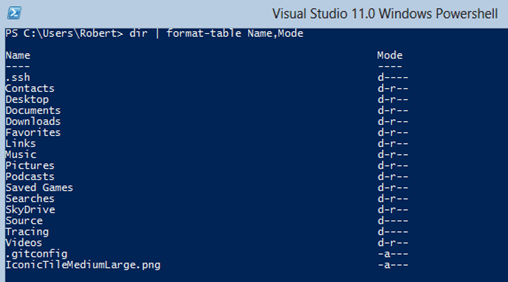 Visual Studio 11.0 Windows Powershell
PS C:\Users\Robert> dir | format-table Name,Mode
Name Mode
---- ----
.ssh d----
Contacts d-r--
Desktop d-r--
Documents d-r--
Downloads d-r--
Favorites d-r--
Links d-r--
Music d-r--
Pictures d-r--
Podcasts d-r--
Saved Games d-r--
Searches d-r--
SkyDrive d-r--
Source d----
Tracing d----
Videos d-r--
.gitconfig -a---
IconicTileMediumLarge.png -a---